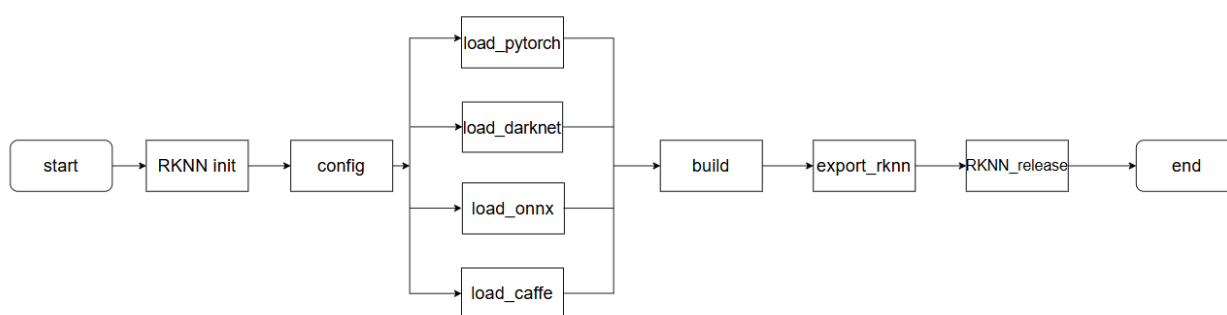 start
RKNN init
config
load_pytorch
load_darknet
load_onnx
load_caffe
build
export_rknn
RKNN_release
end